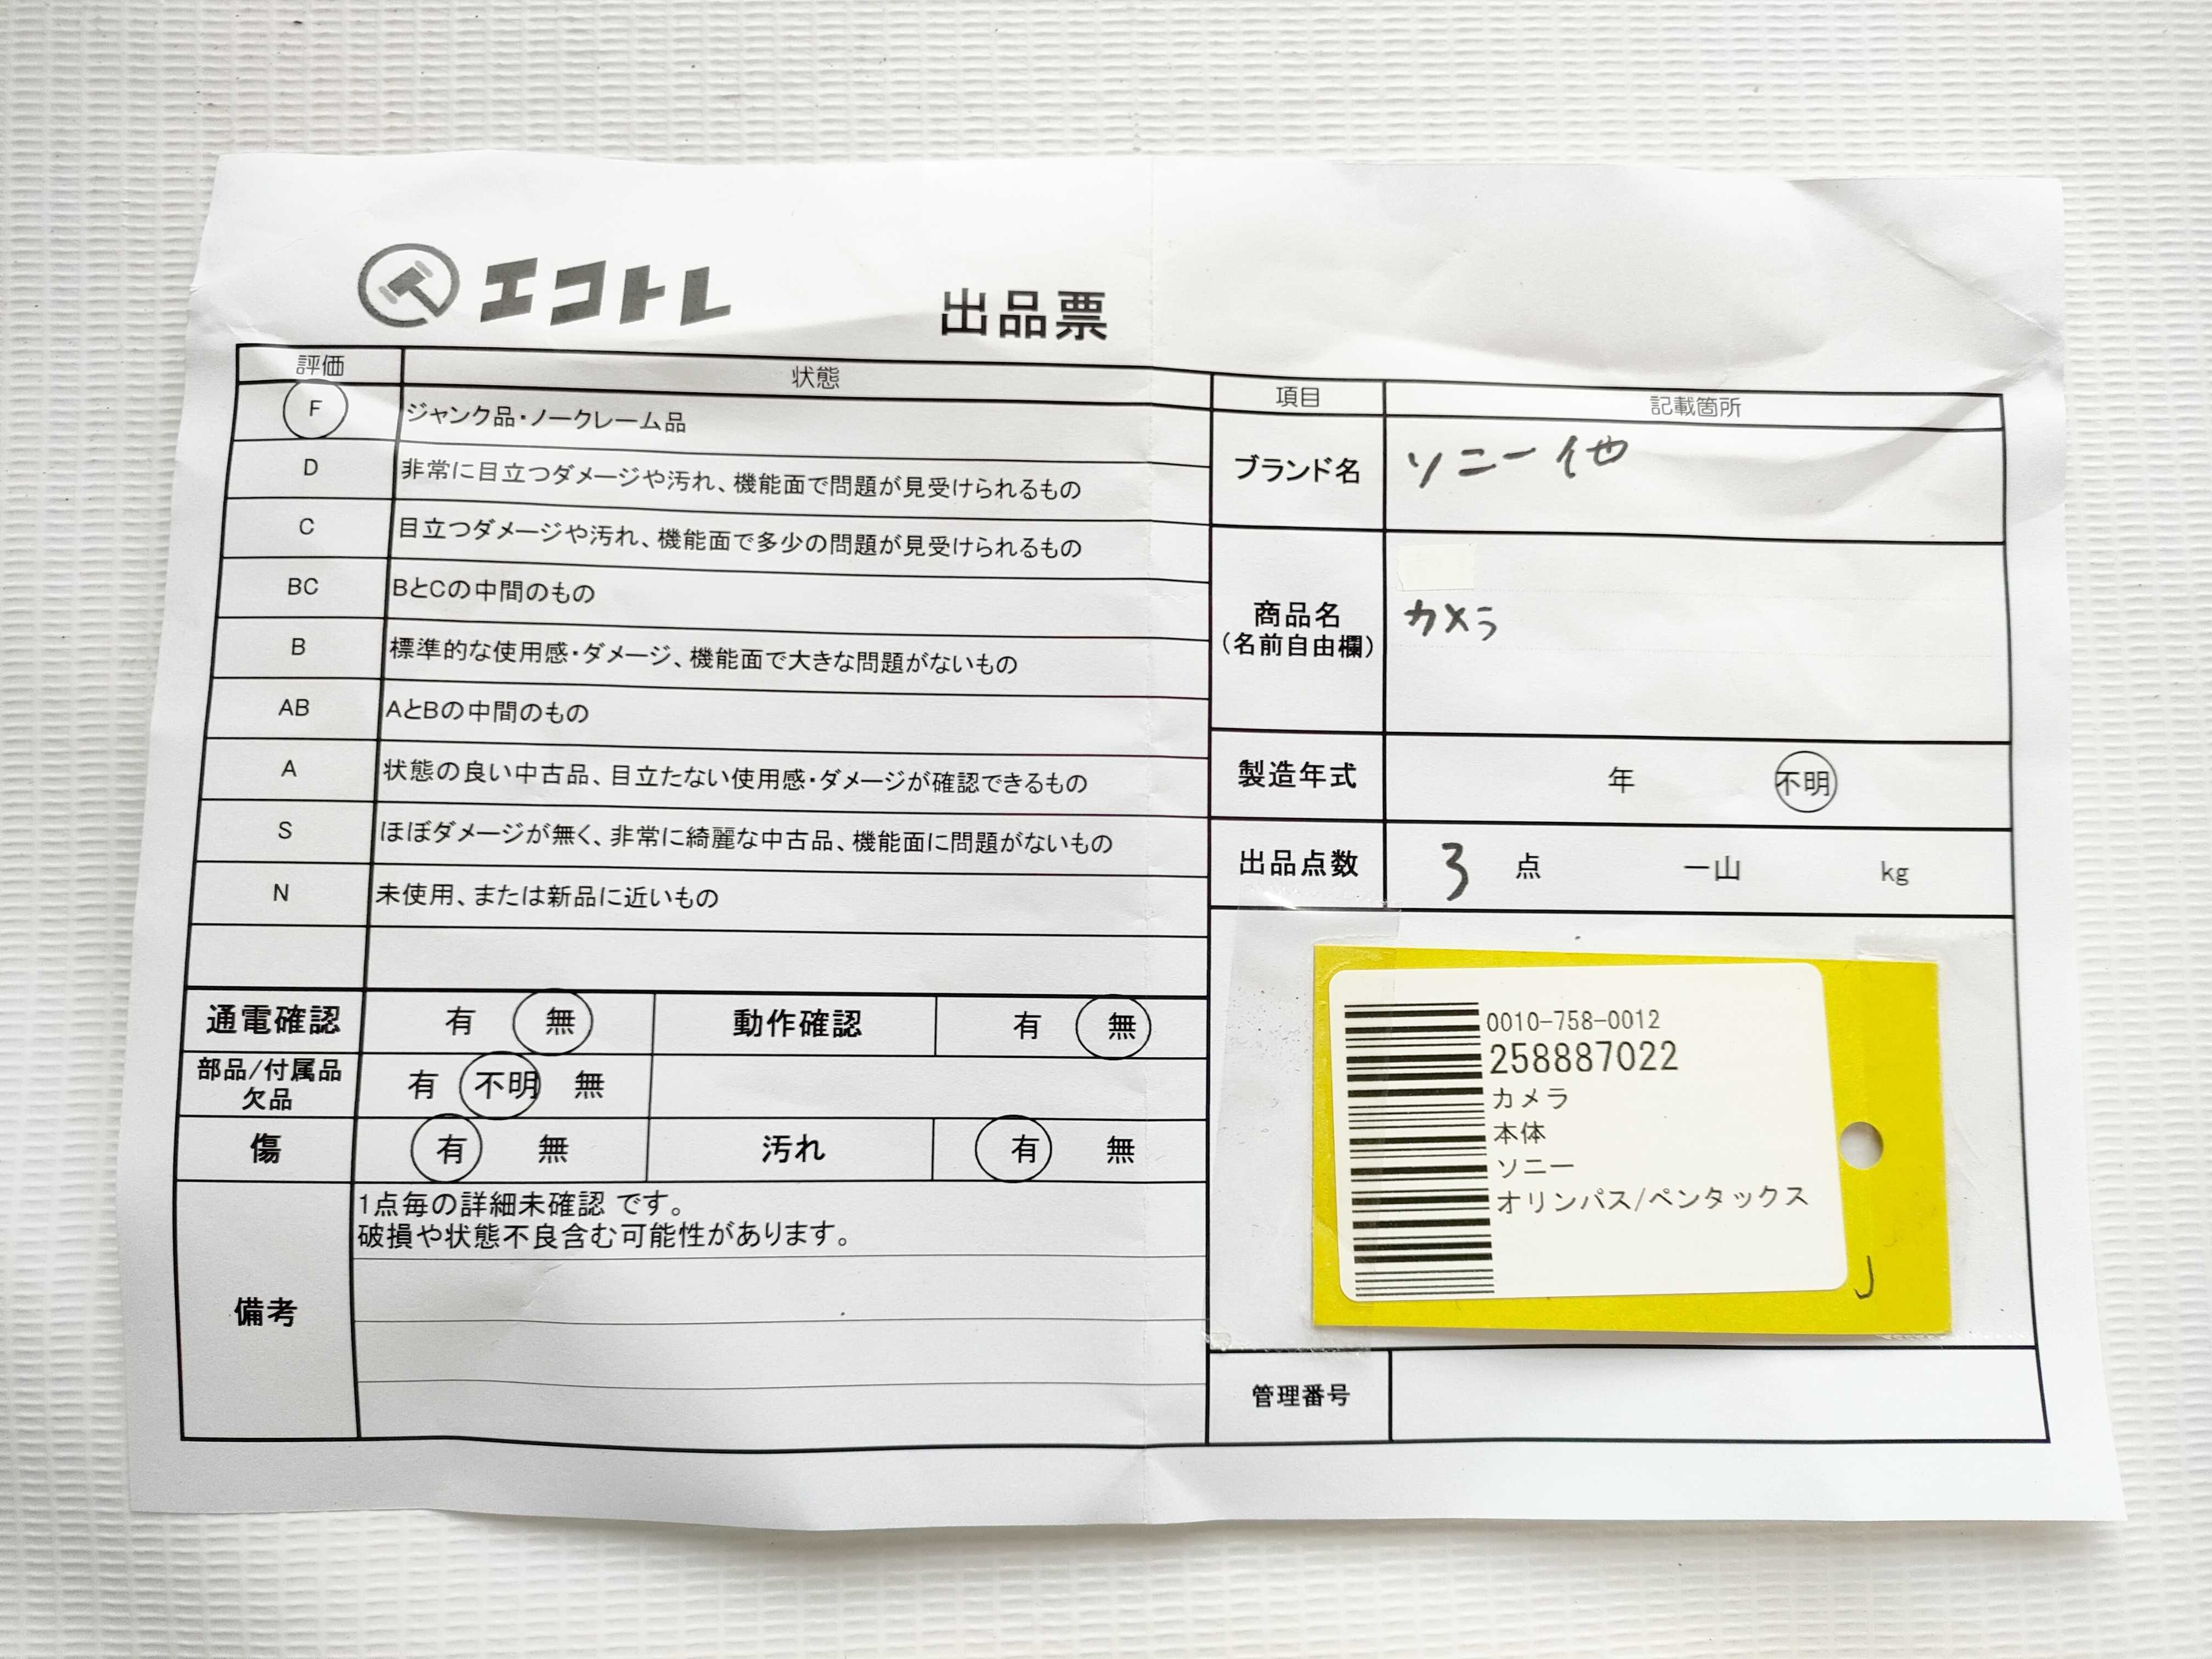 エコトレ
出品票
評価 状態
F ジャンク品・ノークレーム品
D 非常に目立つダメージや汚れ、機能面で問題が見受けられるもの
C 目立つダメージや汚れ、機能面で多少の問題が見受けられるもの
BC BとCの中間のもの
B 標準的な使用感・ダメージ、機能面で大きな問題がないもの
AB AとBの中間のもの
A 状態の良い中古品、目立たない使用感・ダメージが確認できるもの
S ほぼダメージが無く、非常に綺麗な中古品、機能面に問題がないもの
N 未使用、または新品に近いもの
通電確認 有 無 動作確認 有 無
部品/付属品
欠品 有 不明 無
傷 有 無 汚れ 有 無
備考
1点毎の詳細未確認 です。
破損や状態不良含む可能性があります。
項目 記載箇所
ブランド名 ソニー 他
商品名
(名前自由欄)
カメラ
製造年式 年 不明
出品点数 3 点 一山 kg
0010-758-0012
258887022
カメラ
本体
ソニー
オリンパス/ペンタックス
J
管理番号